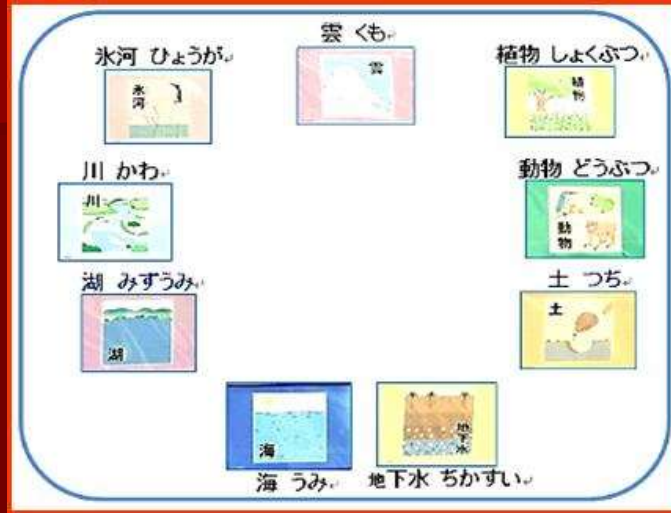 雲 くも
氷河 ひょうが
植物 しょくぶつ
雲
氷河
植物
川 かわ
動物 どうぶつ
川
動物
湖 みずうみ
土 つち
土
湖
海
地下水
海 うみ
地下水 ちかすい